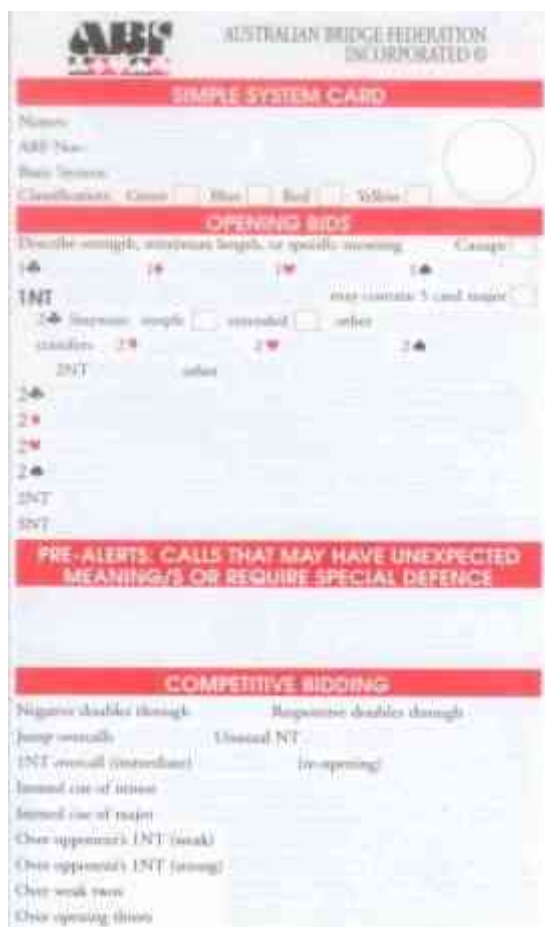 ABF AUSTRALIAN BRIDGE FEDERATION
INCORPORATED ©
SIMPLE SYSTEM CARD
Names:
ABF Nos:
Basic System:
Classification: Green Blue Red Yellow
OPENING BIDS
Describe strength, minimum length, or specific meaning Canape
1♣ 1♦ 1♥ 1♠
1NT may contain 5 card major
2♣ Stayman: simple extended other
transfers 2♦ 2♥ 2♠
2NT other
2♣
2♦
2♥
2♠
2NT
3NT
PRE-ALERTS: CALLS THAT MAY HAVE UNEXPECTED
MEANING/S OR REQUIRE SPECIAL DEFENCE
COMPETITIVE BIDDING
Negative doubles through Responsive doubles through
Jump overcalls Unusual NT
1NT overcall (immediate) (re-opening)
Immed cue of minor
Immed cue of major
Over opponent's 1NT (weak)
Over opponent's 1NT (strong)
Over weak twos
Over opening threes